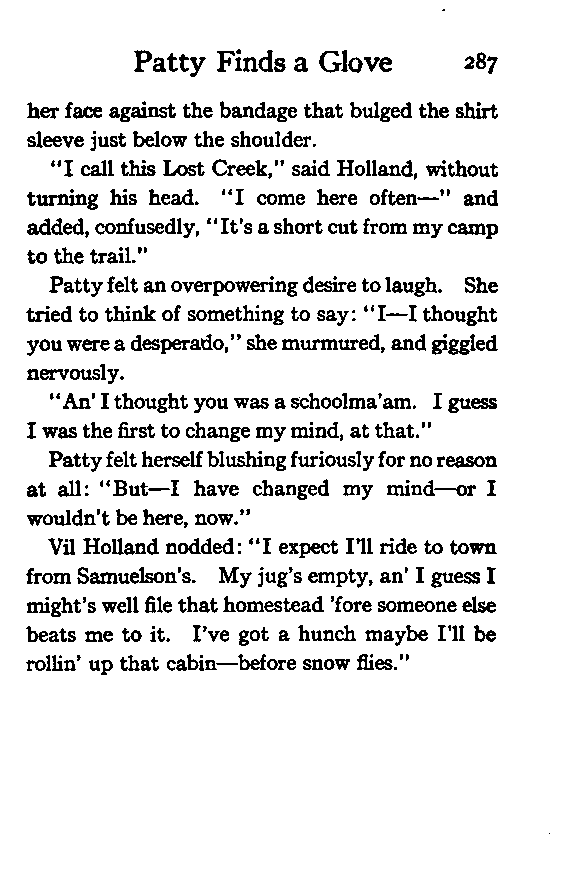 Patty Finds a Glove 287
her face against the bandage that bulged the shirt
sleeve just below the shoulder.
"I call this Lost Creek," said Holland, without
turning his head. "I come here often—" and
added, confusedly, "It's a short cut from my camp
to the trail."
Patty felt an overpowering desire to laugh. She
tried to think of something to say: "I—I thought
you were a desperado," she murmured, and giggled
nervously.
"An' I thought you was a schoolma'am. I guess
I was the first to change my mind, at that."
Patty felt herself blushing furiously for no reason
at all: "But—I have changed my mind—or I
wouldn't be here, now."
Vil Holland nodded: "I expect I'll ride to town
from Samuelson's. My jug's empty, an' I guess I
might's well file that homestead 'fore someone else
beats me to it. I've got a hunch maybe I'll be
rollin' up that cabin—before snow flies."